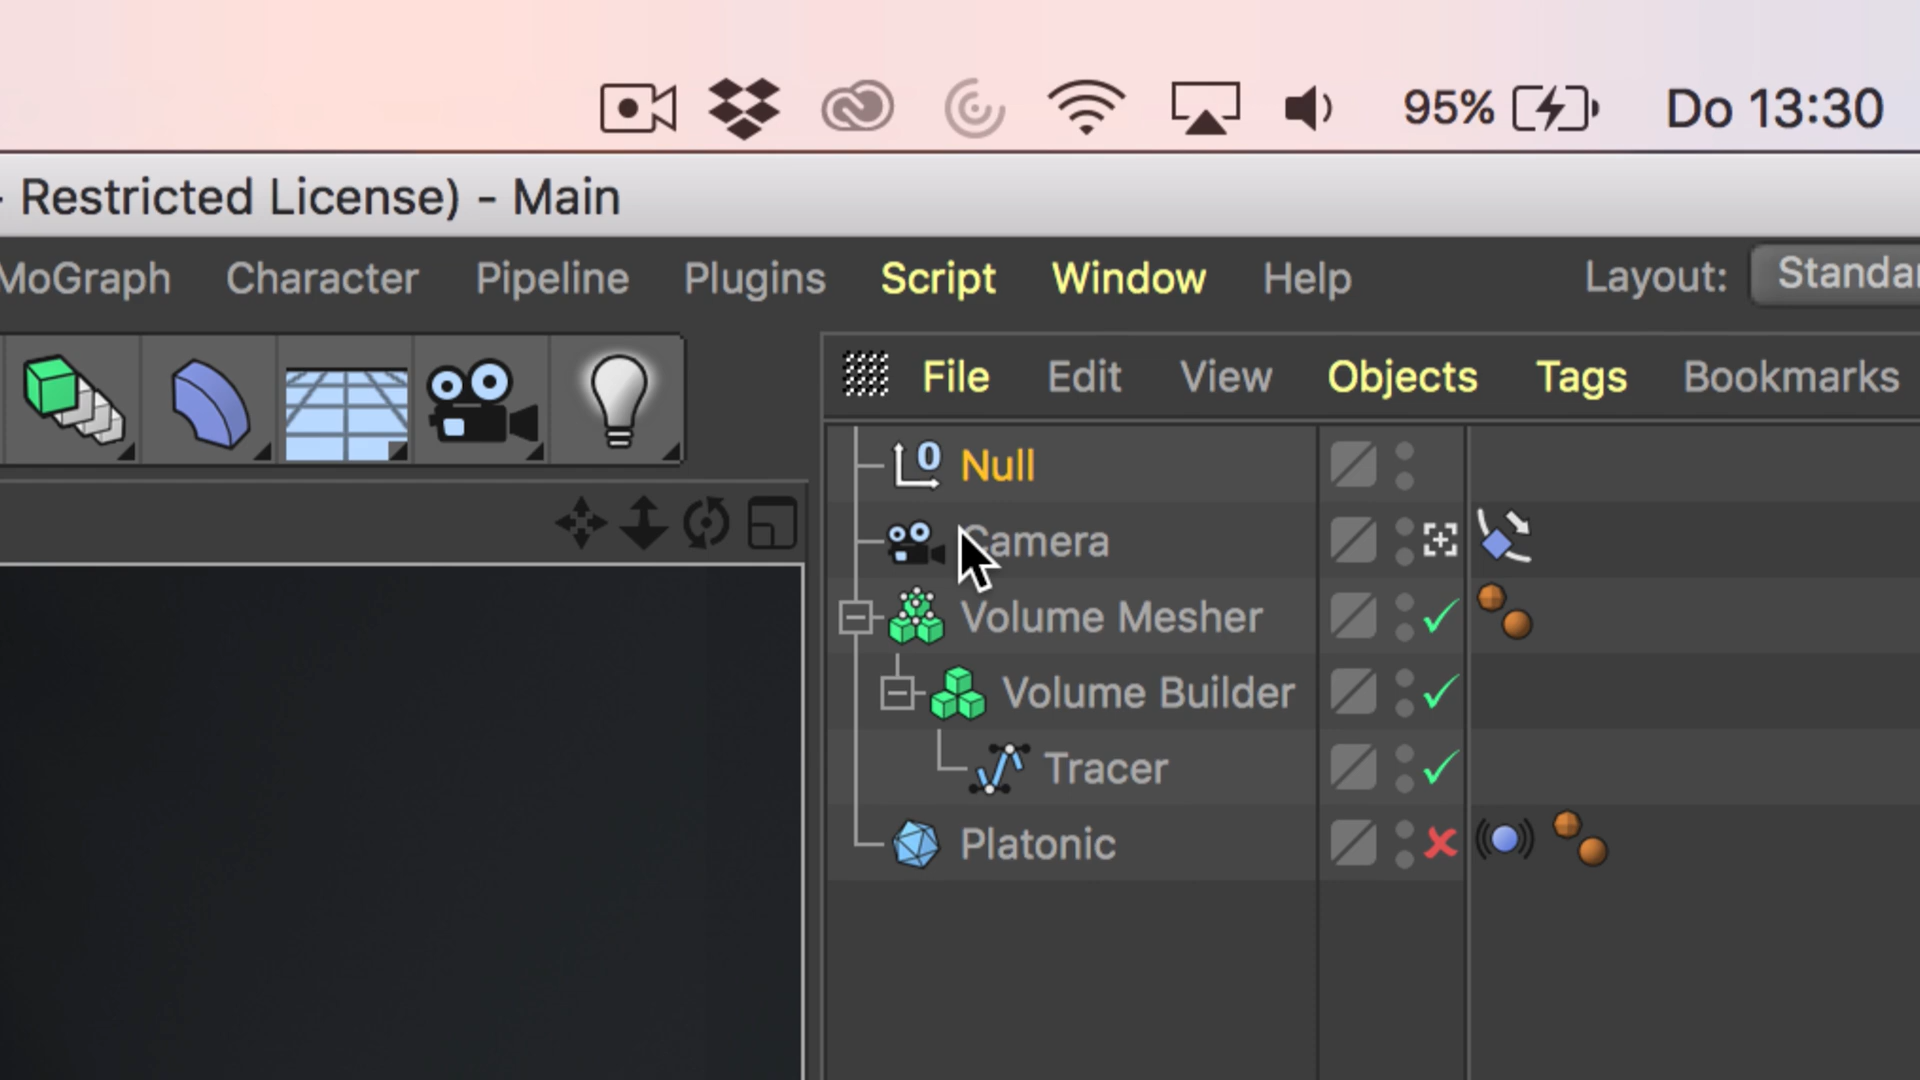 95% Do 13:30
- Restricted License) - Main
MoGraph Character Pipeline Plugins Script Window Help Layout: Standar
File Edit View Objects Tags Bookmarks
0 Null
Camera
Volume Mesher
Volume Builder
Tracer
Platonic